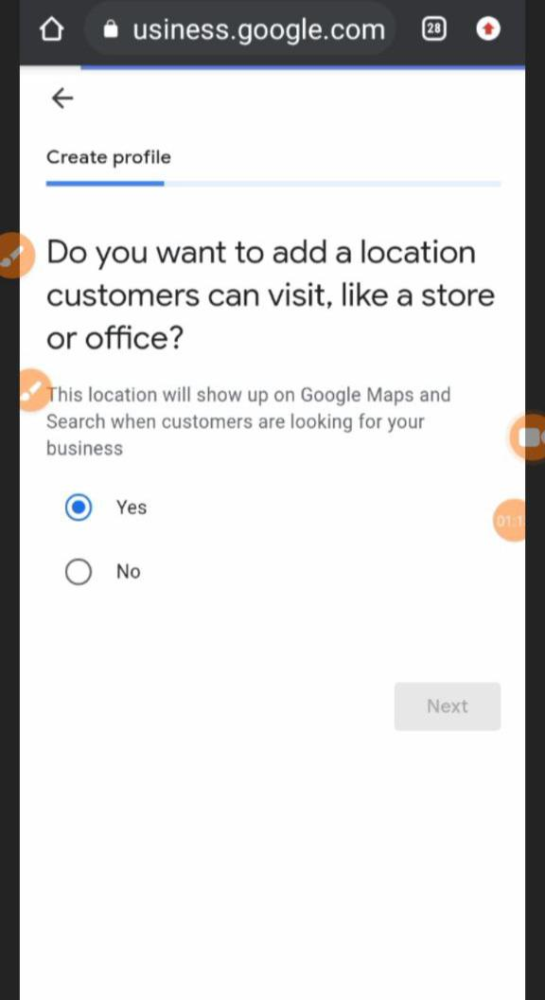 usiness.google.com
28
Create profile
Do you want to add a location
customers can visit, like a store
or office?
This location will show up on Google Maps and
Search when customers are looking for your
business
01:1
Yes
No
Next